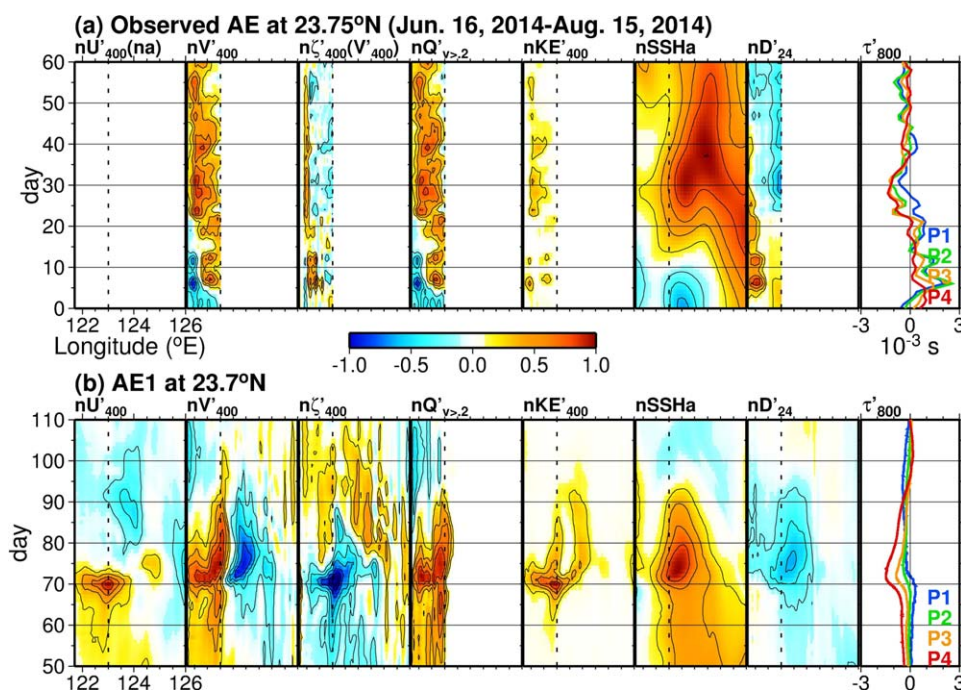 (a) Observed AE at 23.75ºN (Jun. 16, 2014-Aug. 15, 2014)
nU'400(na) nV'400 nζ'400(V'400) nQ'v>.2 nKE'400 nSSHa nD'24 τ'800
60
50
40
30
20
10
0
day
P1
P2
P3
P4
122 124 126
-3 0 3
Longitude (ºE)
10-3 s
-1.0 -0.5 0.0 0.5 1.0
(b) AE1 at 23.7ºN
nU'400 nV'400 nζ'400 nQ'v>.2 nKE'400 nSSHa nD'24 τ'800
110
100
90
80
70
60
50
day
P1
P2
P3
P4
122 124 126
-3 0 3